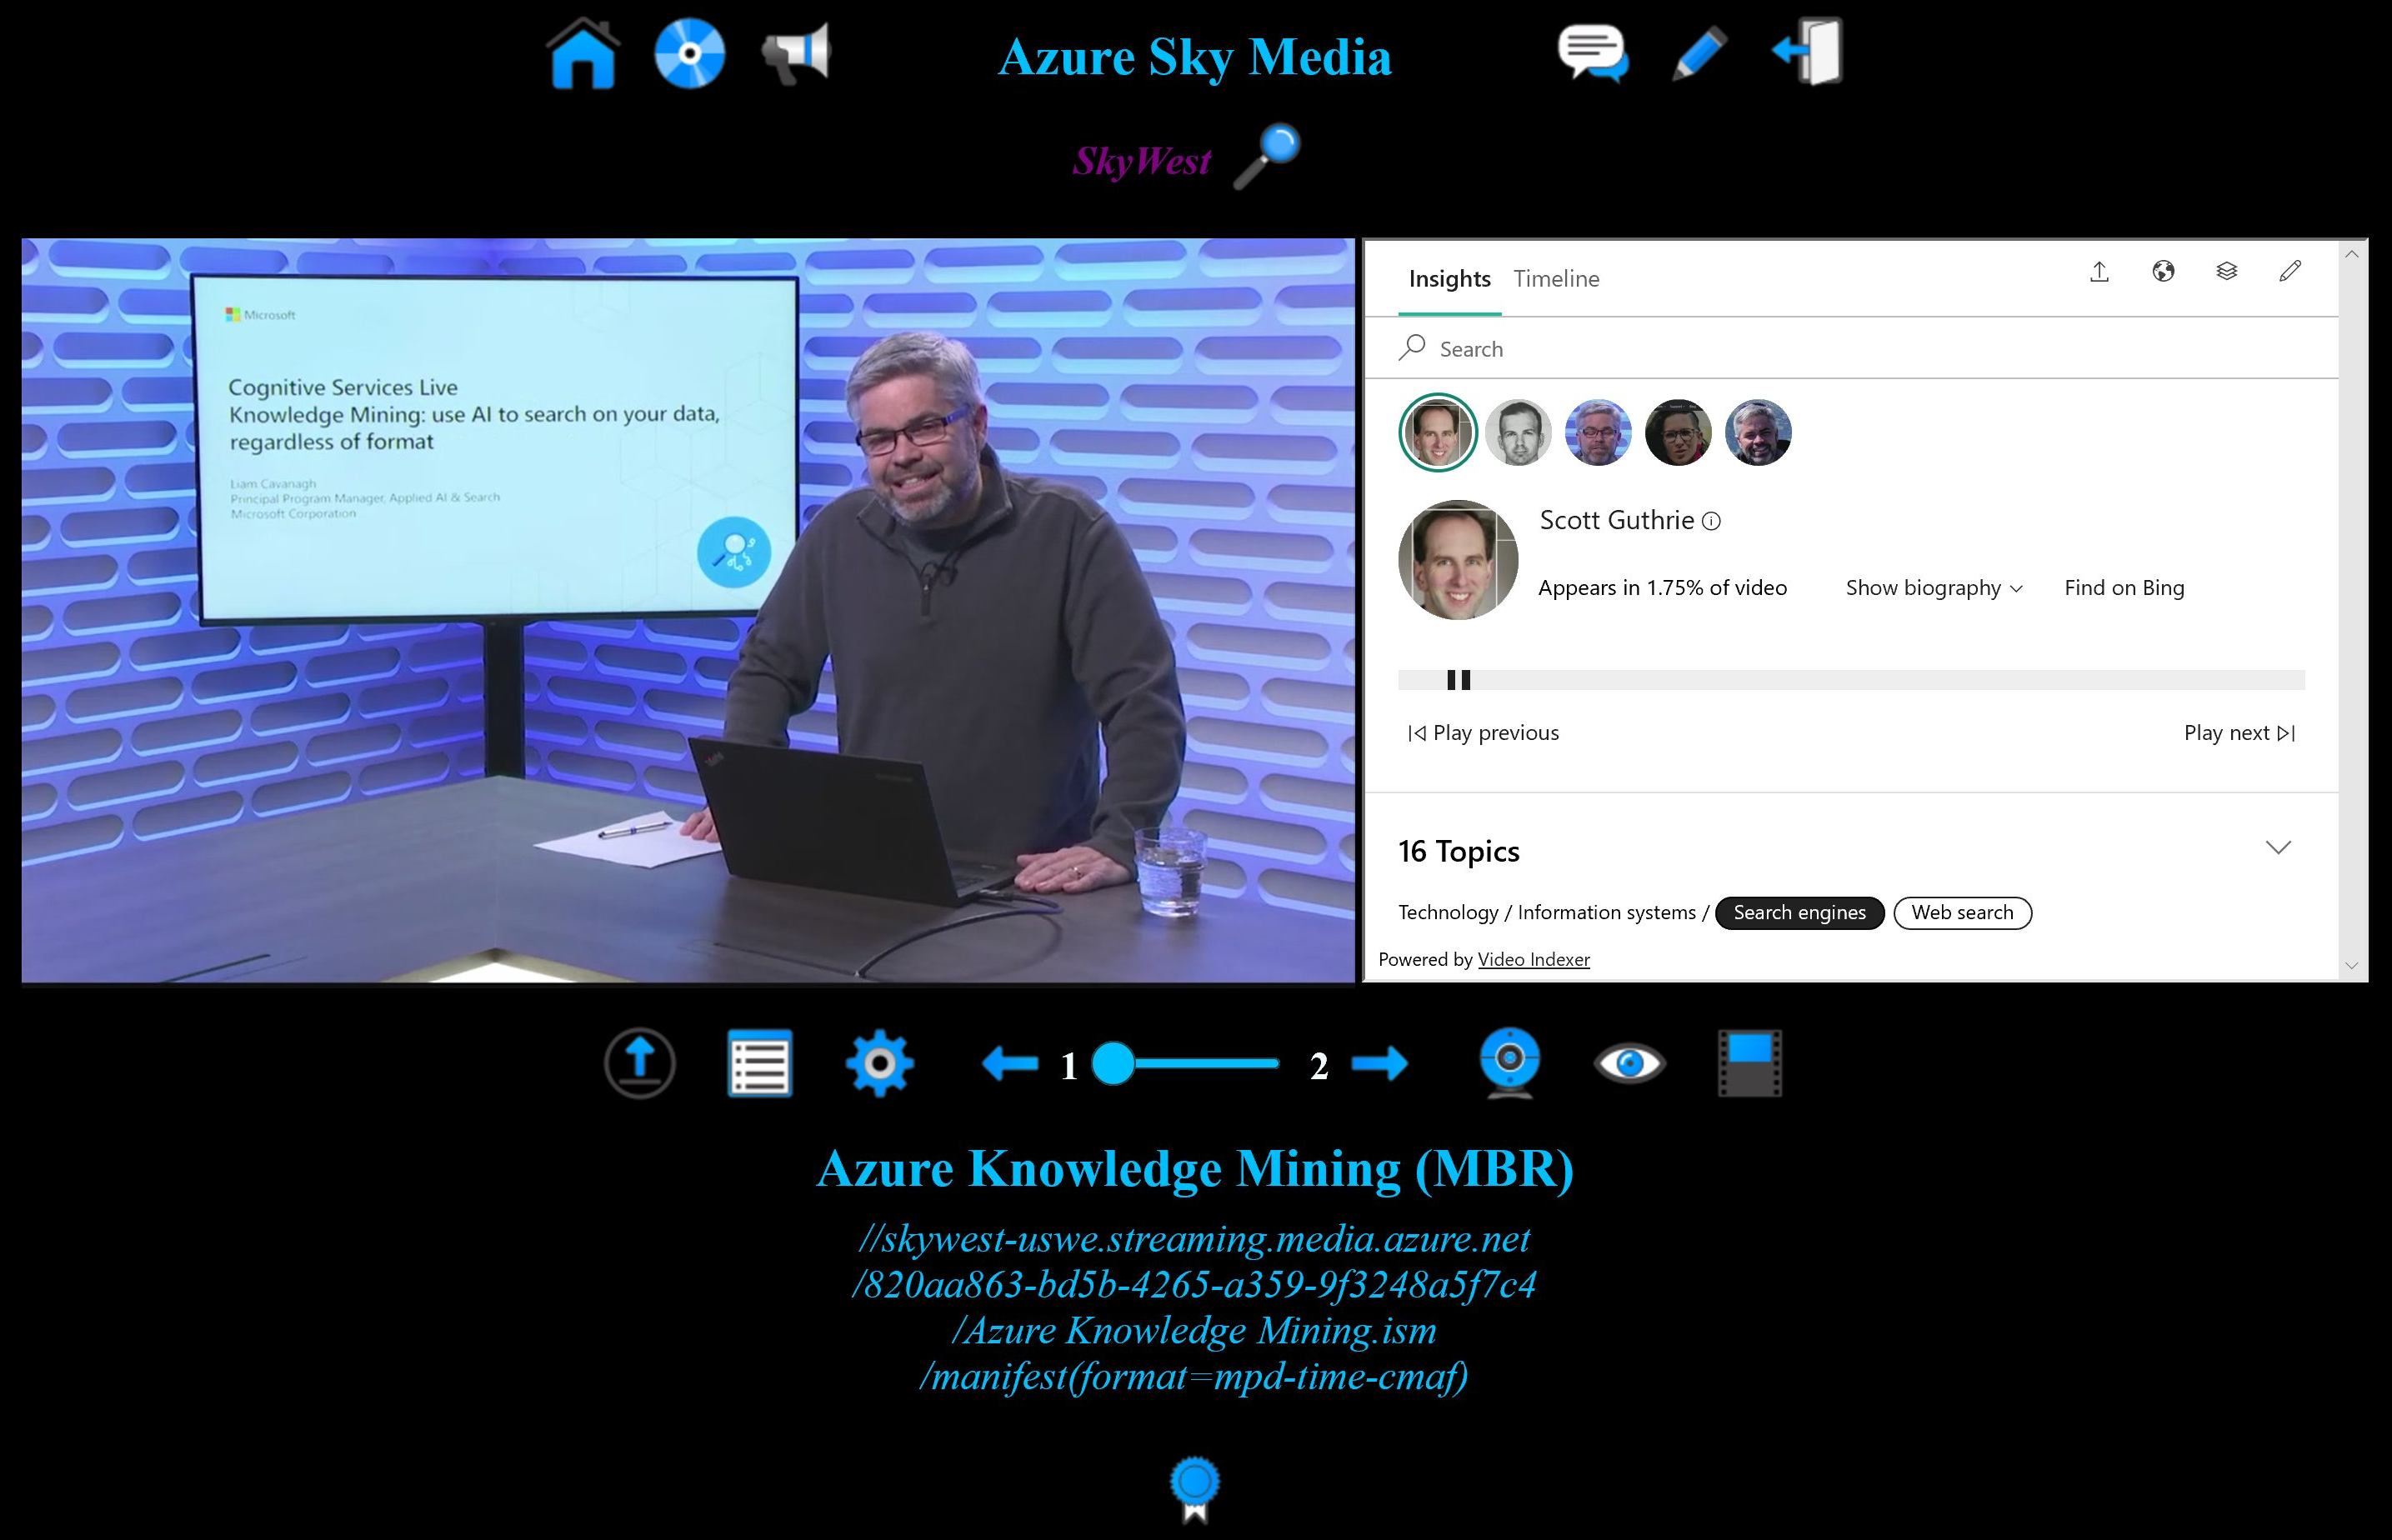 Azure Sky Media
SkyWest
Microsoft
Cognitive Services Live
Knowledge Mining: use AI to search on your data,
regardless of format
Liam Cavanagh
Principal Program Manager, Applied AI & Search
Microsoft Corporation
Insights Timeline
Search
Scott Guthrie
Appears in 1.75% of video Show biography Find on Bing
Play previous Play next
16 Topics
Technology / Information systems / Search engines Web search
Powered by Video Indexer
1 2
Azure Knowledge Mining (MBR)
//skywest-uswe.streaming.media.azure.net
/820aa863-bd5b-4265-a359-9f3248a5f7c4
/Azure Knowledge Mining.ism
/manifest(format=mpd-time-cmaf)